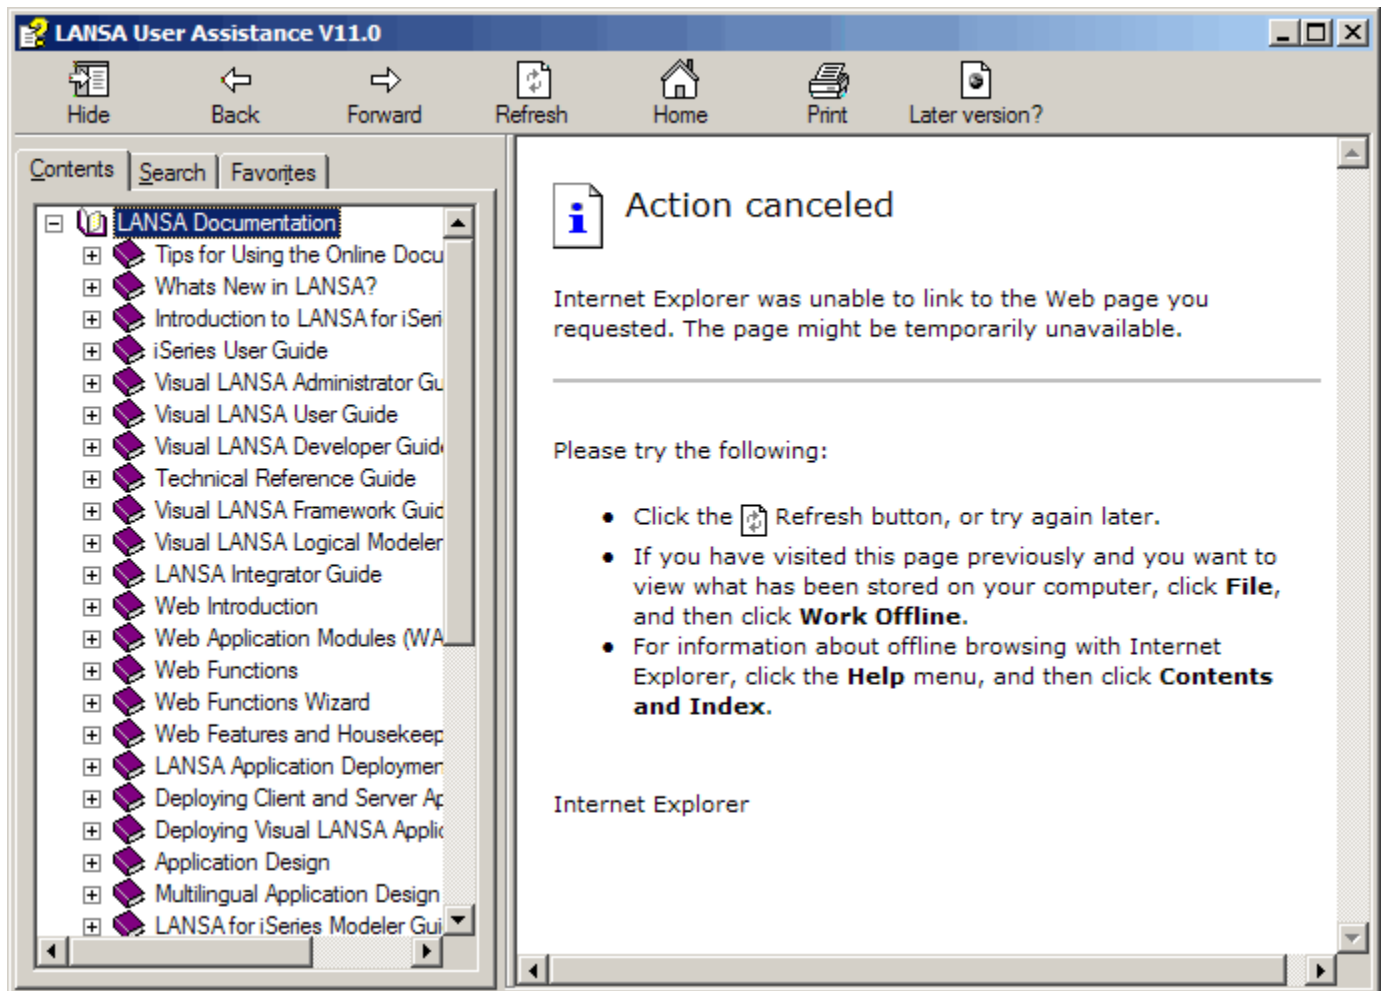 LANSA User Assistance V11.0
Hide Back Forward Refresh Home Print Later version?
Contents Search Favorites
LANSA Documentation
Tips for Using the Online Docu
Whats New in LANSA?
Introduction to LANSA for iSeri
iSeries User Guide
Visual LANSA Administrator Gu
Visual LANSA User Guide
Visual LANSA Developer Guide
Technical Reference Guide
Visual LANSA Framework Guid
Visual LANSA Logical Modeler
LANSA Integrator Guide
Web Introduction
Web Application Modules (WA
Web Functions
Web Functions Wizard
Web Features and Housekeep
LANSA Application Deploymen
Deploying Client and Server Ap
Deploying Visual LANSA Applic
Application Design
Multilingual Application Design
LANSA for iSeries Modeler Gui
Action canceled
Internet Explorer was unable to link to the Web page you
requested. The page might be temporarily unavailable.
Please try the following:
• Click the Refresh button, or try again later.
• If you have visited this page previously and you want to
view what has been stored on your computer, click File,
and then click Work Offline.
• For information about offline browsing with Internet
Explorer, click the Help menu, and then click Contents
and Index.
Internet Explorer